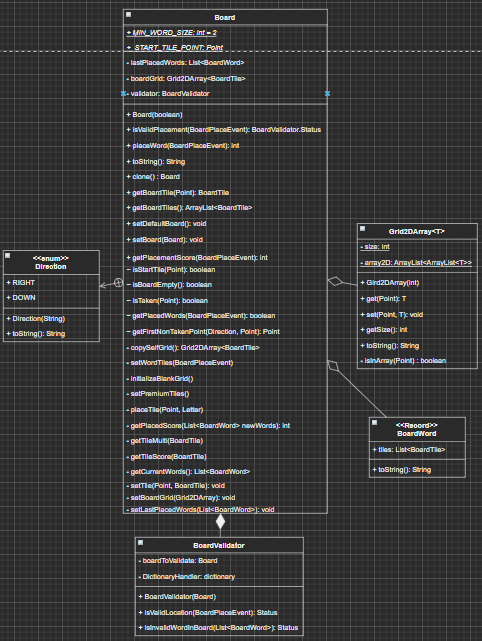 Board
+ MIN_WORD_SIZE: int = 2
+ START_TILE_POINT: Point
- lastPlacedWords: List<BoardWord>
- boardGrid: Grid2DArray<BoardTile>
- validator: BoardValidator
+ Board(boolean)
+ isValidPlacement(BoardPlaceEvent): BoardValidator.Status
+ placeWord(BoardPlaceEvent): int
+ toString(): String
+ clone() : Board
+ getBoardTile(Point): BoardTile
+ getBoardTiles(): ArrayList<BoardTile>
+ setDefaultBoard(): void
+ setBoard(Board): void
+ getPlacementScore(BoardPlaceEvent): int
~ isStartTile(Point): boolean
~ isBoardEmpty(): boolean
~ isTaken(Point): boolean
~ getPlacedWords(BoardPlaceEvent): boolean
~ getFirstNonTakenPoint(Direction, Point): Point
- copySelfGrid(): Grid2DArray<BoardTile>
- setWordTiles(BoardPlaceEvent)
- initializeBlankGrid()
- setPremiumTiles()
- placeTile(Point, Letter)
- getPlacedScore(List<BoardWord> newWords): int
- getTileMulti(BoardTile)
- getTileScore(BoardTile)
- getCurrentWords(): List<BoardWord>
- setTile(Point, BoardTile): void
- setBoardGrid(Grid2DArray): void
- setLastPlacedWords(List<BoardWord>): void
<<enum>>
Direction
+ RIGHT
+ DOWN
+ Direction(String)
+ toString(): String
Grid2DArray<T>
- size: int
- array2D: ArrayList<ArrayList<T>>
+ Gird2DArray(int)
+ get(Point): T
+ set(Point, T): void
+ getSize(): int
+ toString(): String
- isInArray(Point) : boolean
<<Record>>
BoardWord
+ tiles: List<BoardTile>
+ toString(): String
BoardValidator
- boardToValidate: Board
- DictionaryHandler: dictionary
+ BoardValidator(Board)
+ isValidLocation(BoardPlaceEvent): Status
+ isInvalidWordInBoard(List<BoardWord>): Status